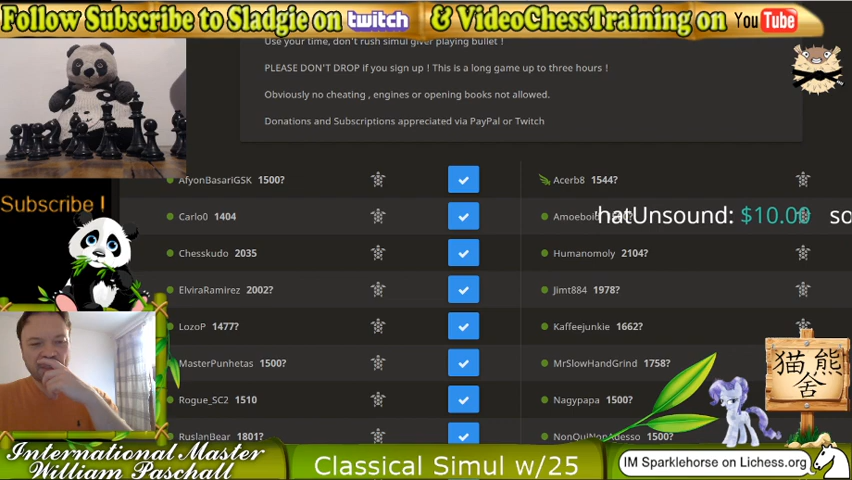 Follow Subscribe to Sladgie on twitch & VideoChessTraining on YouTube
Use your time, don't rush simul giver playing bullet !
PLEASE DON'T DROP if you sign up ! This is a long game up to three hours !
Obviously no cheating , engines or opening books not allowed.
Donations and Subscriptions appreciated via PayPal or Twitch
Subscribe !
AfyonBasariGSK 1500?
Carlo0 1404
Chesskudo 2035
ElviraRamirez 2002?
LozoP 1477?
MasterPunhetas 1500?
Rogue_SC2 1510
RuslanBear 1801?
Acerb8 1544?
hatUnsound: $10.00 so
Humanomoly 2104?
Jimt884 1978?
Kaffeejunkie 1662?
MrSlowHandGrind 1758?
Nagypapa 1500?
NonQuiNonAdesso 1500?
猫熊
舍
International Master
William Paschall
Classical Simul w/25
IM Sparklehorse on Lichess.org